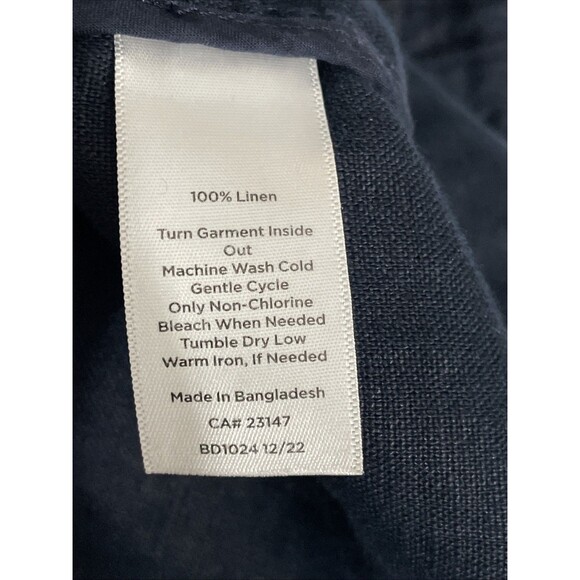 100% Linen
Turn Garment Inside
Out
Machine Wash Cold
Gentle Cycle
Only Non-Chlorine
Bleach When Needed
Tumble Dry Low
Warm Iron, If Needed
Made In Bangladesh
CA# 23147
BD1024 12/22